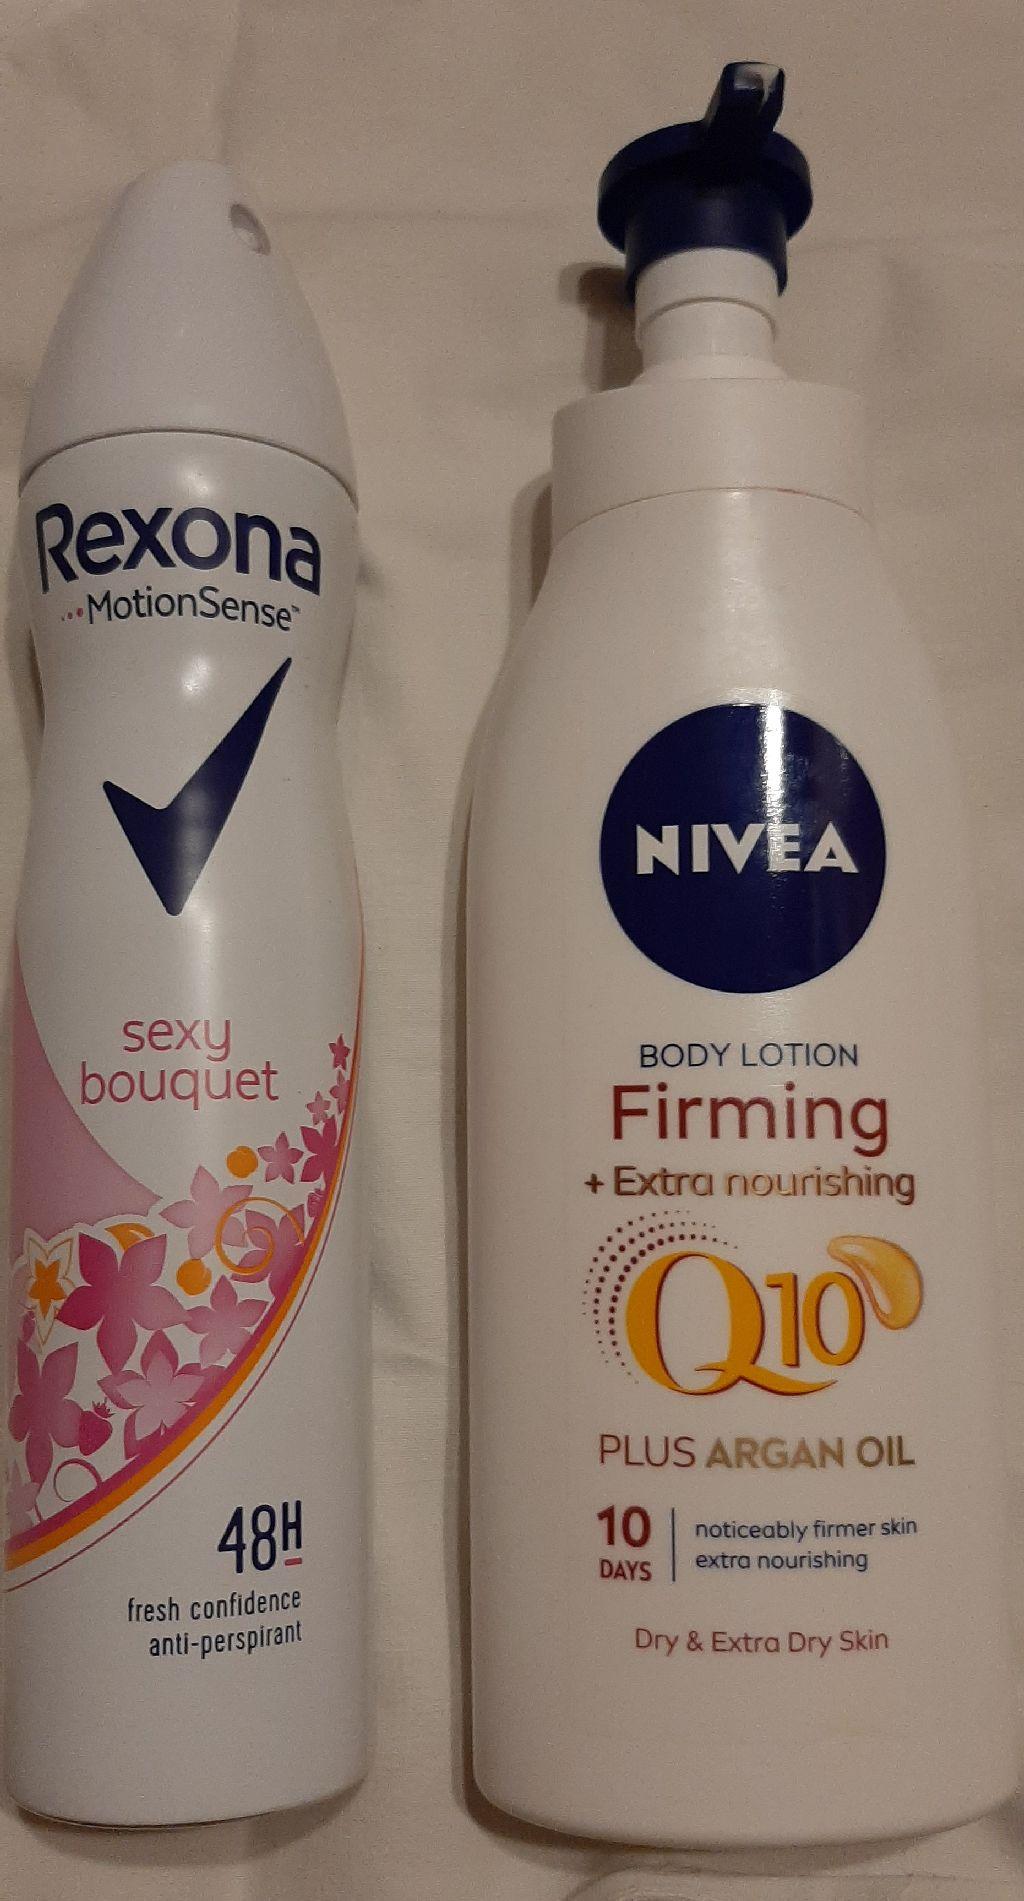 Rexona
MotionSense™
sexy
bouquet
48H
fresh confidence
anti-perspirant
NIVEA
BODY LOTION
Firming
+ Extra nourishing
Q10
PLUS ARGAN OIL
10
DAYS
noticeably firmer skin
extra nourishing
Dry & Extra Dry Skin